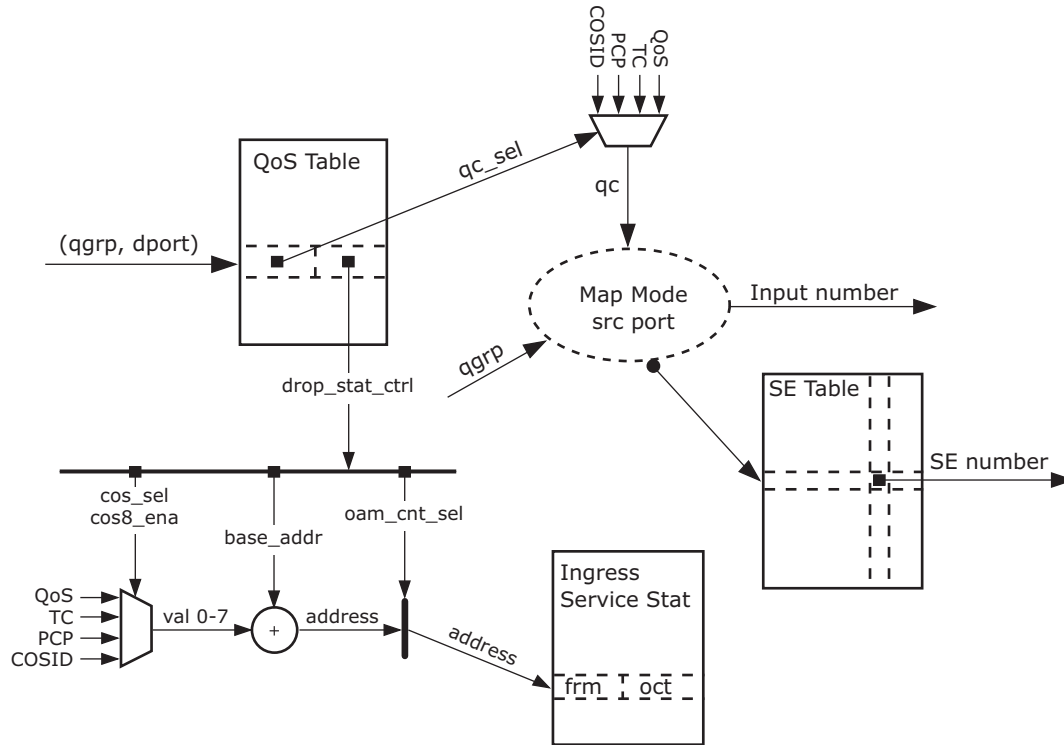 COSID
PCP
TC
QoS
QoS Table
qc_sel
qc
(qgrp, dport)
Map Mode
src port
Input number
qgrp
drop_stat_ctrl
SE Table
SE number
cos_sel
cos8_ena
base_addr
oam_cnt_sel
QoS
TC
PCP
COSID
val 0-7
+
address
address
Ingress
Service Stat
frm
oct